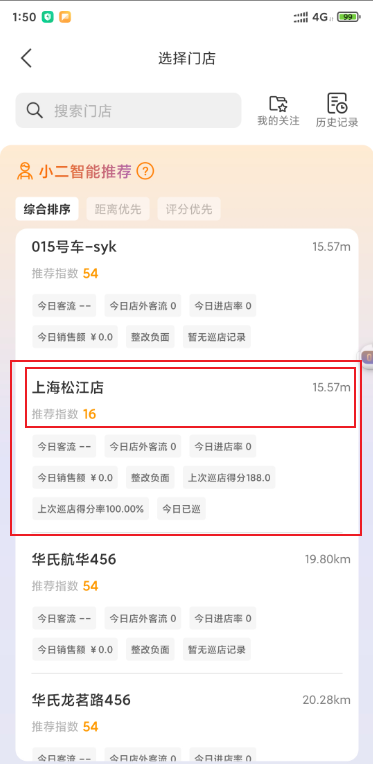 1:50 4G 99
选择门店
搜索门店
我的关注
历史记录
小二智能推荐 ?
综合排序 距离优先 评分优先
015号车-syk 15.57m
推荐指数 54
今日客流 -- 今日店外客流 0 今日进店率 0
今日销售额 ¥0.0 整改负面 暂无巡店记录
上海松江店 15.57m
推荐指数 16
今日客流 -- 今日店外客流 0 今日进店率 0
今日销售额 ¥0.0 整改负面 上次巡店得分188.0
上次巡店得分率100.00% 今日已巡
华氏航华456 19.80km
推荐指数 54
今日客流 -- 今日店外客流 0 今日进店率 0
今日销售额 ¥0.0 整改负面 暂无巡店记录
华氏龙茗路456 20.28km
推荐指数 54
今日客流 -- 今日店外客流 0 今日进店率 0